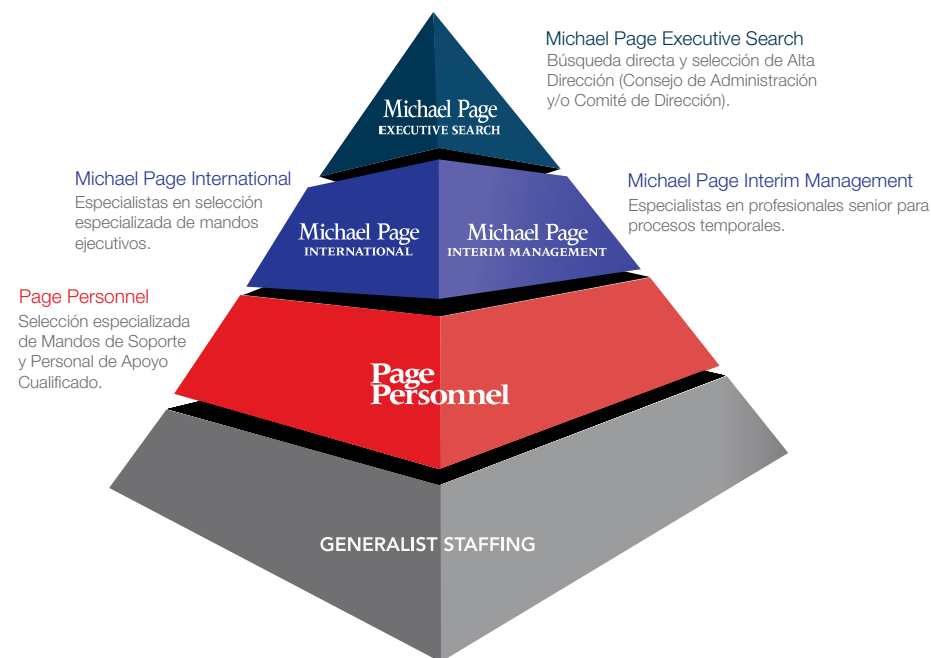 Michael Page Executive Search
Búsqueda directa y selección de Alta
Dirección (Consejo de Administración
y/o Comité de Dirección).
Michael Page
EXECUTIVE SEARCH
Michael Page International
Especialistas en selección
especializada de mandos
ejecutivos.
Michael Page
INTERNATIONAL
Michael Page
INTERIM MANAGEMENT
Michael Page Interim Management
Especialistas en profesionales senior para
procesos temporales.
Page Personnel
Selección especializada
de Mandos de Soporte
y Personal de Apoyo
Cualificado.
Page
Personnel
GENERALIST STAFFING